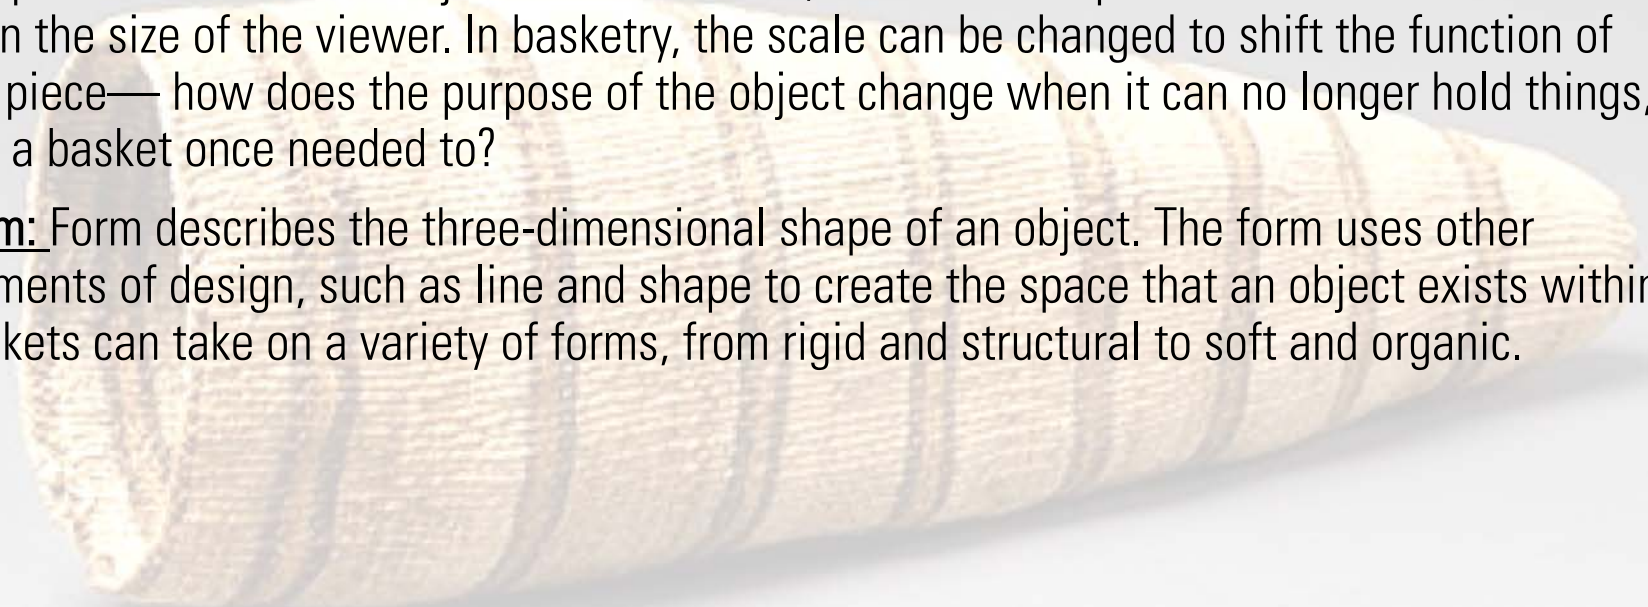 n the size of the viewer. In basketry, the scale can be changed to shift the function of
piece— how does the purpose of the object change when it can no longer hold things,
a basket once needed to?
m: Form describes the three-dimensional shape of an object. The form uses other
ments of design, such as line and shape to create the space that an object exists within
kets can take on a variety of forms, from rigid and structural to soft and organic.